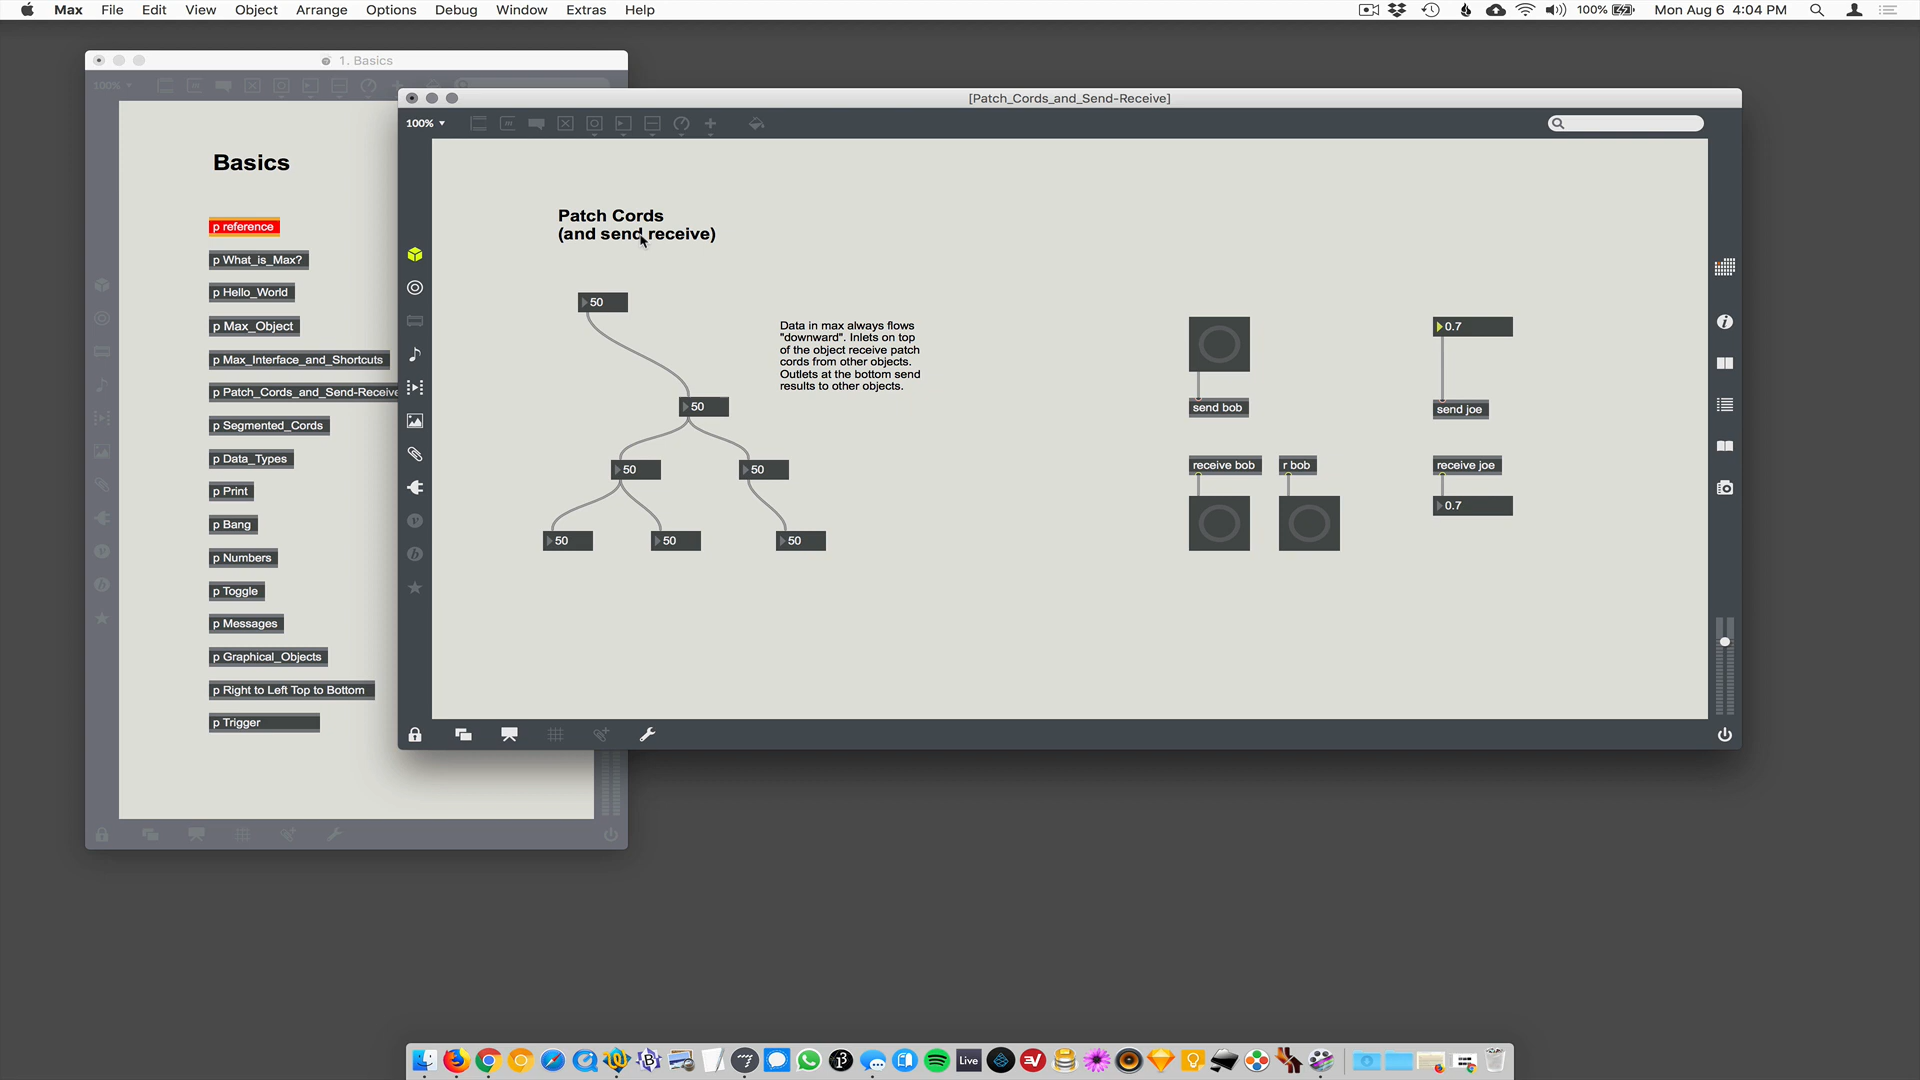 Max File Edit View Object Arrange Options Debug Window Extras Help
100% Mon Aug 6 4:04 PM
1. Basics
100%
Basics
p reference
p What_is_Max?
p Hello_World
p Max_Object
p Max_Interface_and_Shortcuts
p Patch_Cords_and_Send-Receive
p Segmented_Cords
p Data_Types
p Print
p Bang
p Numbers
p Toggle
p Messages
p Graphical_Objects
p Right to Left Top to Bottom
p Trigger
[Patch_Cords_and_Send-Receive]
100%
Patch Cords
(and send receive)
50
50
50 50
50 50 50
Data in max always flows
"downward". Inlets on top
of the object receive patch
cords from other objects.
Outlets at the bottom send
results to other objects.
send bob
receive bob r bob
0.7
send joe
receive joe
0.7
Live